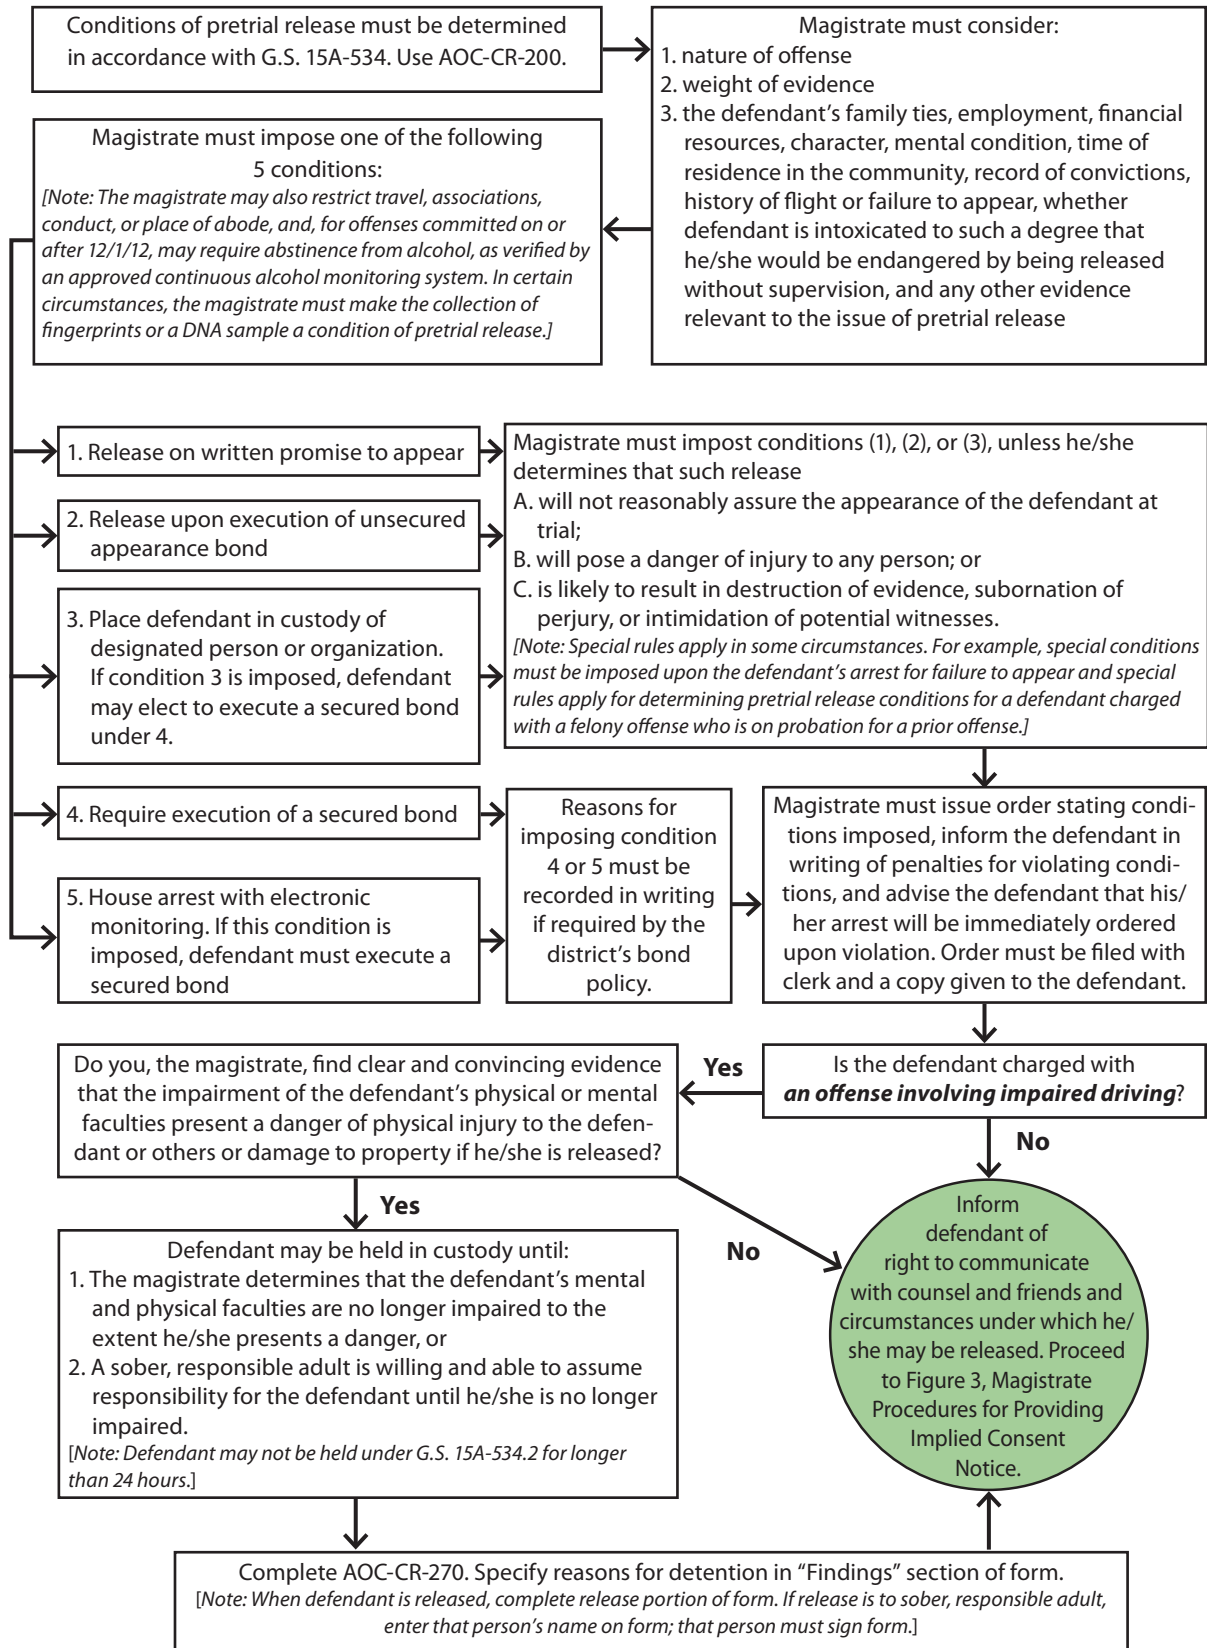 Conditions of pretrial release must be determined
in accordance with G.S. 15A-534. Use AOC-CR-200.
Magistrate must consider:
1. nature of offense
2. weight of evidence
3. the defendant’s family ties, employment, financial
resources, character, mental condition, time of
residence in the community, record of convictions,
history of flight or failure to appear, whether
defendant is intoxicated to such a degree that
he/she would be endangered by being released
without supervision, and any other evidence
relevant to the issue of pretrial release
Magistrate must impose one of the following
5 conditions:
[Note: The magistrate may also restrict travel, associations,
conduct, or place of abode, and, for offenses committed on or
after 12/1/12, may require abstinence from alcohol, as verified by
an approved continuous alcohol monitoring system. In certain
circumstances, the magistrate must make the collection of
fingerprints or a DNA sample a condition of pretrial release.]
1. Release on written promise to appear
2. Release upon execution of unsecured
appearance bond
3. Place defendant in custody of
designated person or organization.
If condition 3 is imposed, defendant
may elect to execute a secured bond
under 4.
Magistrate must impost conditions (1), (2), or (3), unless he/she
determines that such release
A. will not reasonably assure the appearance of the defendant at
trial;
B. will pose a danger of injury to any person; or
C. is likely to result in destruction of evidence, subornation of
perjury, or intimidation of potential witnesses.
[Note: Special rules apply in some circumstances. For example, special conditions
must be imposed upon the defendant’s arrest for failure to appear and special
rules apply for determining pretrial release conditions for a defendant charged
with a felony offense who is on probation for a prior offense.]
4. Require execution of a secured bond
5. House arrest with electronic
monitoring. If this condition is
imposed, defendant must execute a
secured bond
Reasons for
imposing condition
4 or 5 must be
recorded in writing
if required by the
district’s bond
policy.
Magistrate must issue order stating condi-
tions imposed, inform the defendant in
writing of penalties for violating condi-
tions, and advise the defendant that his/
her arrest will be immediately ordered
upon violation. Order must be filed with
clerk and a copy given to the defendant.
Is the defendant charged with
an offense involving impaired driving?
Yes
No
Do you, the magistrate, find clear and convincing evidence
that the impairment of the defendant’s physical or mental
faculties present a danger of physical injury to the defen-
dant or others or damage to property if he/she is released?
Yes
No
Defendant may be held in custody until:
1. The magistrate determines that the defendant’s mental
and physical faculties are no longer impaired to the
extent he/she presents a danger, or
2. A sober, responsible adult is willing and able to assume
responsibility for the defendant until he/she is no longer
impaired.
[Note: Defendant may not be held under G.S. 15A-534.2 for longer
than 24 hours.]
Inform
defendant of
right to communicate
with counsel and friends and
circumstances under which he/
she may be released. Proceed
to Figure 3, Magistrate
Procedures for Providing
Implied Consent
Notice.
Complete AOC-CR-270. Specify reasons for detention in “Findings” section of form.
[Note: When defendant is released, complete release portion of form. If release is to sober, responsible adult,
enter that person’s name on form; that person must sign form.]